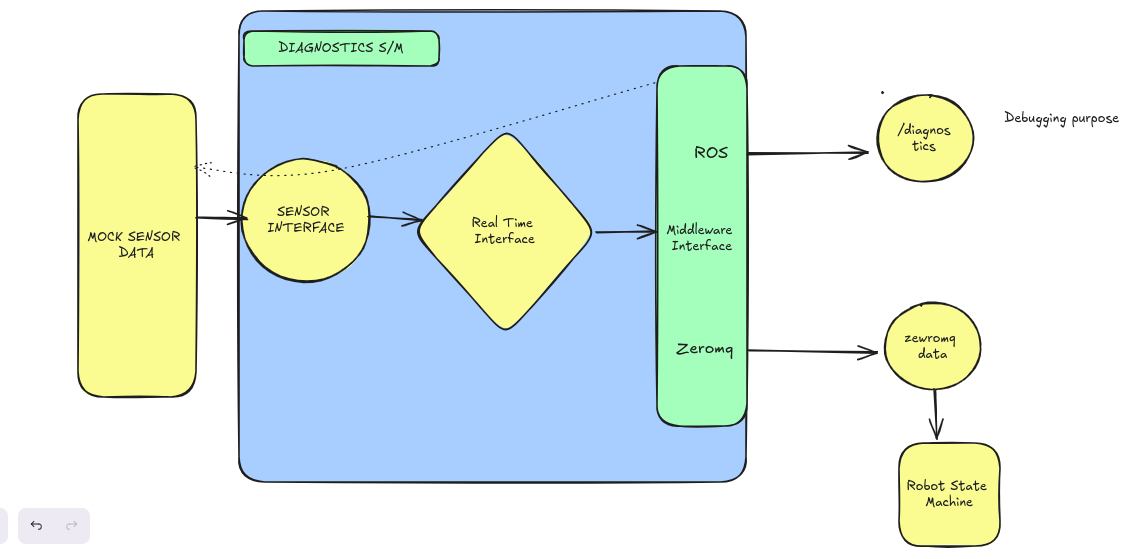 DIAGNOSTICS S/M
MOCK SENSOR
DATA
SENSOR
INTERFACE
Real Time
Interface
ROS
Middleware
Interface
Zeromq
/diagnos
tics
Debugging purpose
zewromq
data
Robot State
Machine